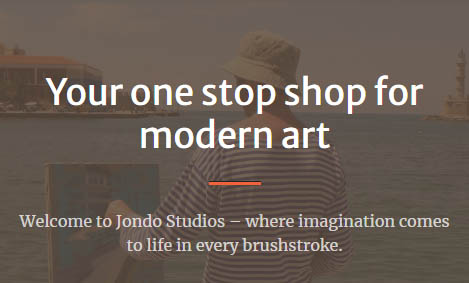 Your one stop shop for
modern art
Welcome to Jondo Studios – where imagination comes
to life in every brushstroke.